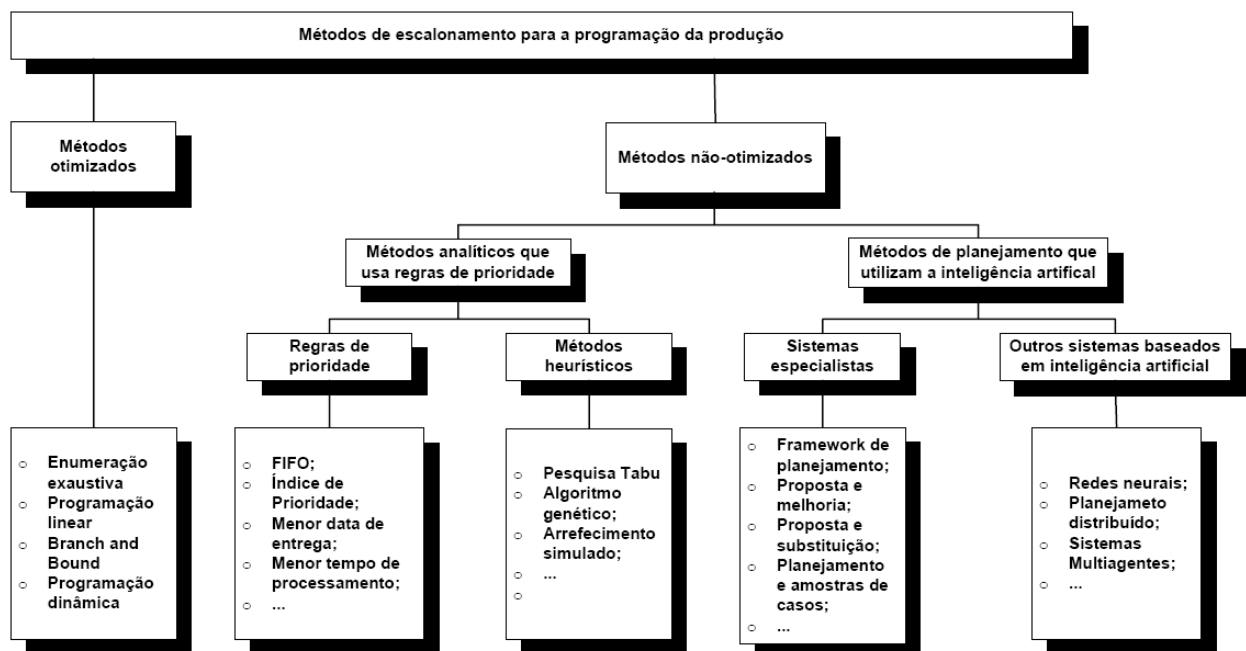 Métodos de escalonamento para a programação da produção
Métodos
otimizados
Métodos não-otimizados
Métodos analíticos que
usa regras de prioridade
Métodos de planejamento que
utilizam a inteligência artifical
Regras de
prioridade
Métodos
heurísticos
Sistemas
especialistas
Outros sistemas baseados
em inteligência artificial
o Enumeração
exaustiva
o Programação
linear
o Branch and
Bound
o Programação
dinâmica
o FIFO;
o Índice de
Prioridade;
o Menor data de
entrega;
o Menor tempo de
processamento;
o ...
o Pesquisa Tabu
o Algoritmo
genético;
o Arrefecimento
simulado;
o ...
o
o Framework de
planejamento;
o Proposta e
melhoria;
o Proposta e
substituição;
o Planejamento
e amostras de
casos;
o ...
o Redes neurais;
o Planejameto
distribuído;
o Sistemas
Multiagentes;
o ...